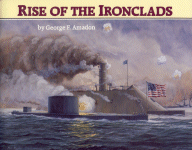 RISE OF THE IRONCLADS
by George F. Amadon